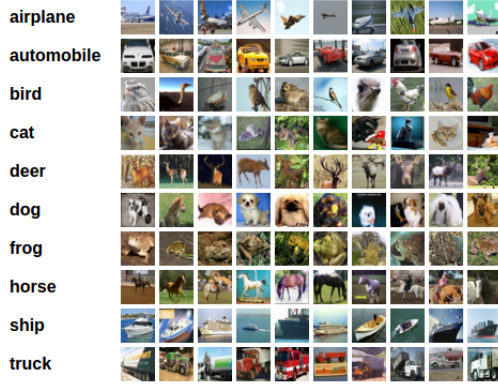 airplane
automobile
bird
cat
deer
dog
frog
horse
ship
truck